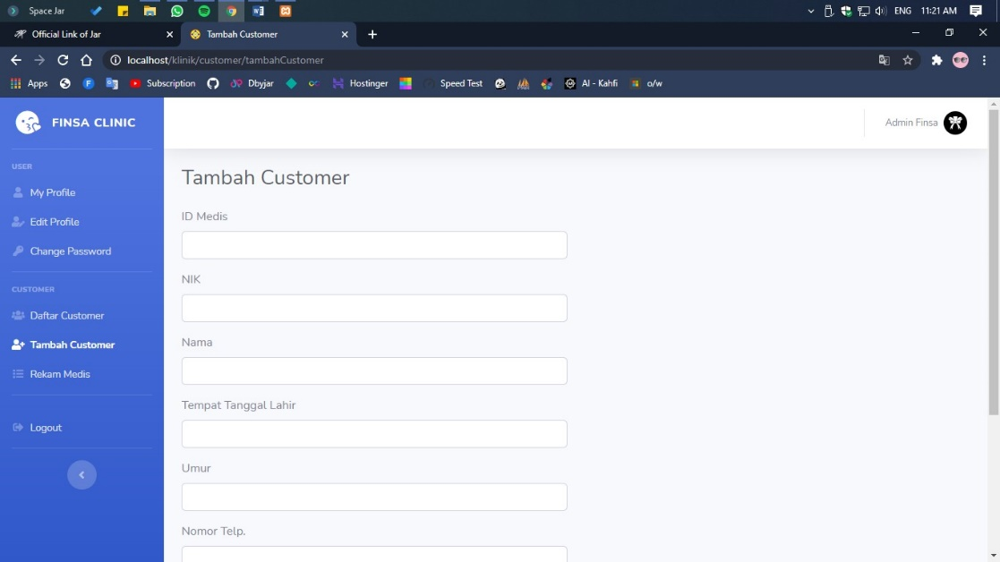 Space Jar
ENG 11:21 AM
Official Link of Jar
Tambah Customer
localhost/klinik/customer/tambahCustomer
Apps
Subscription
Dbyjar
Hostinger
Speed Test
Al - Kahfi
o/w
FINSA CLINIC
Admin Finsa
USER
My Profile
Edit Profile
Change Password
CUSTOMER
Daftar Customer
Tambah Customer
Rekam Medis
Logout
Tambah Customer
ID Medis
NIK
Nama
Tempat Tanggal Lahir
Umur
Nomor Telp.